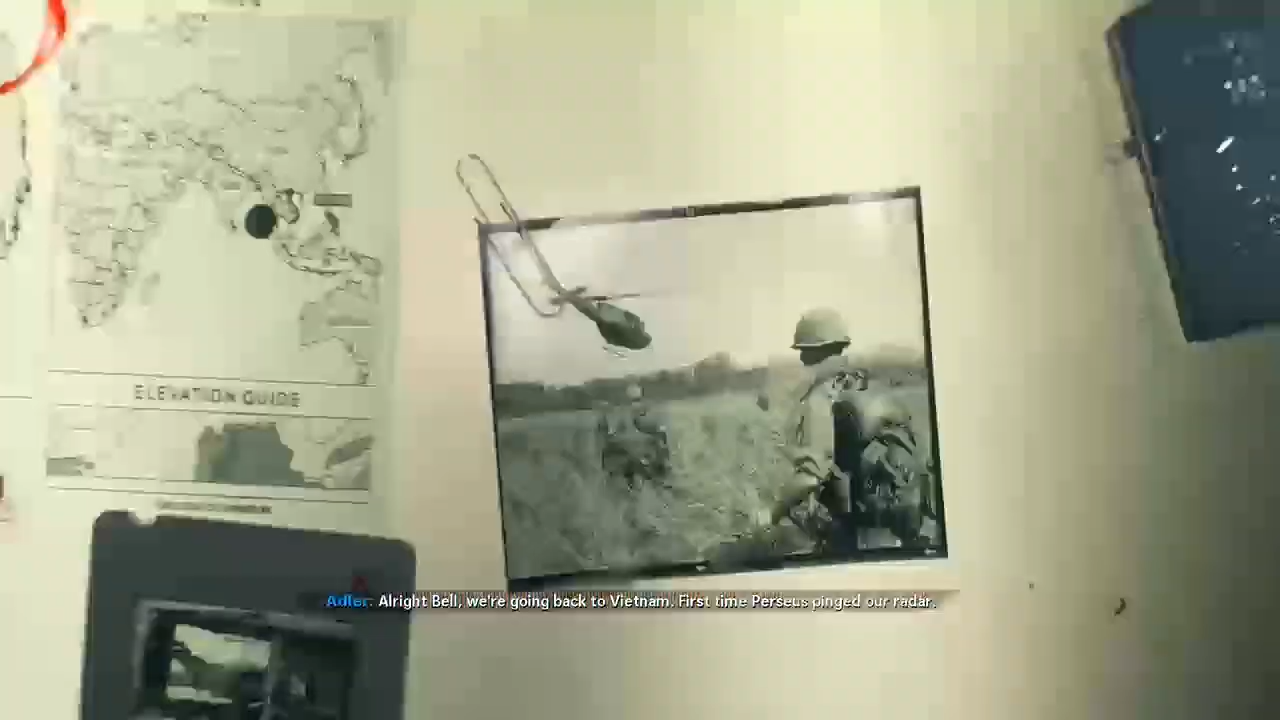 ELEVATION GUIDE
Adler: Alright Bell, we're going back to Vietnam. First time Perseus pinged our radar.